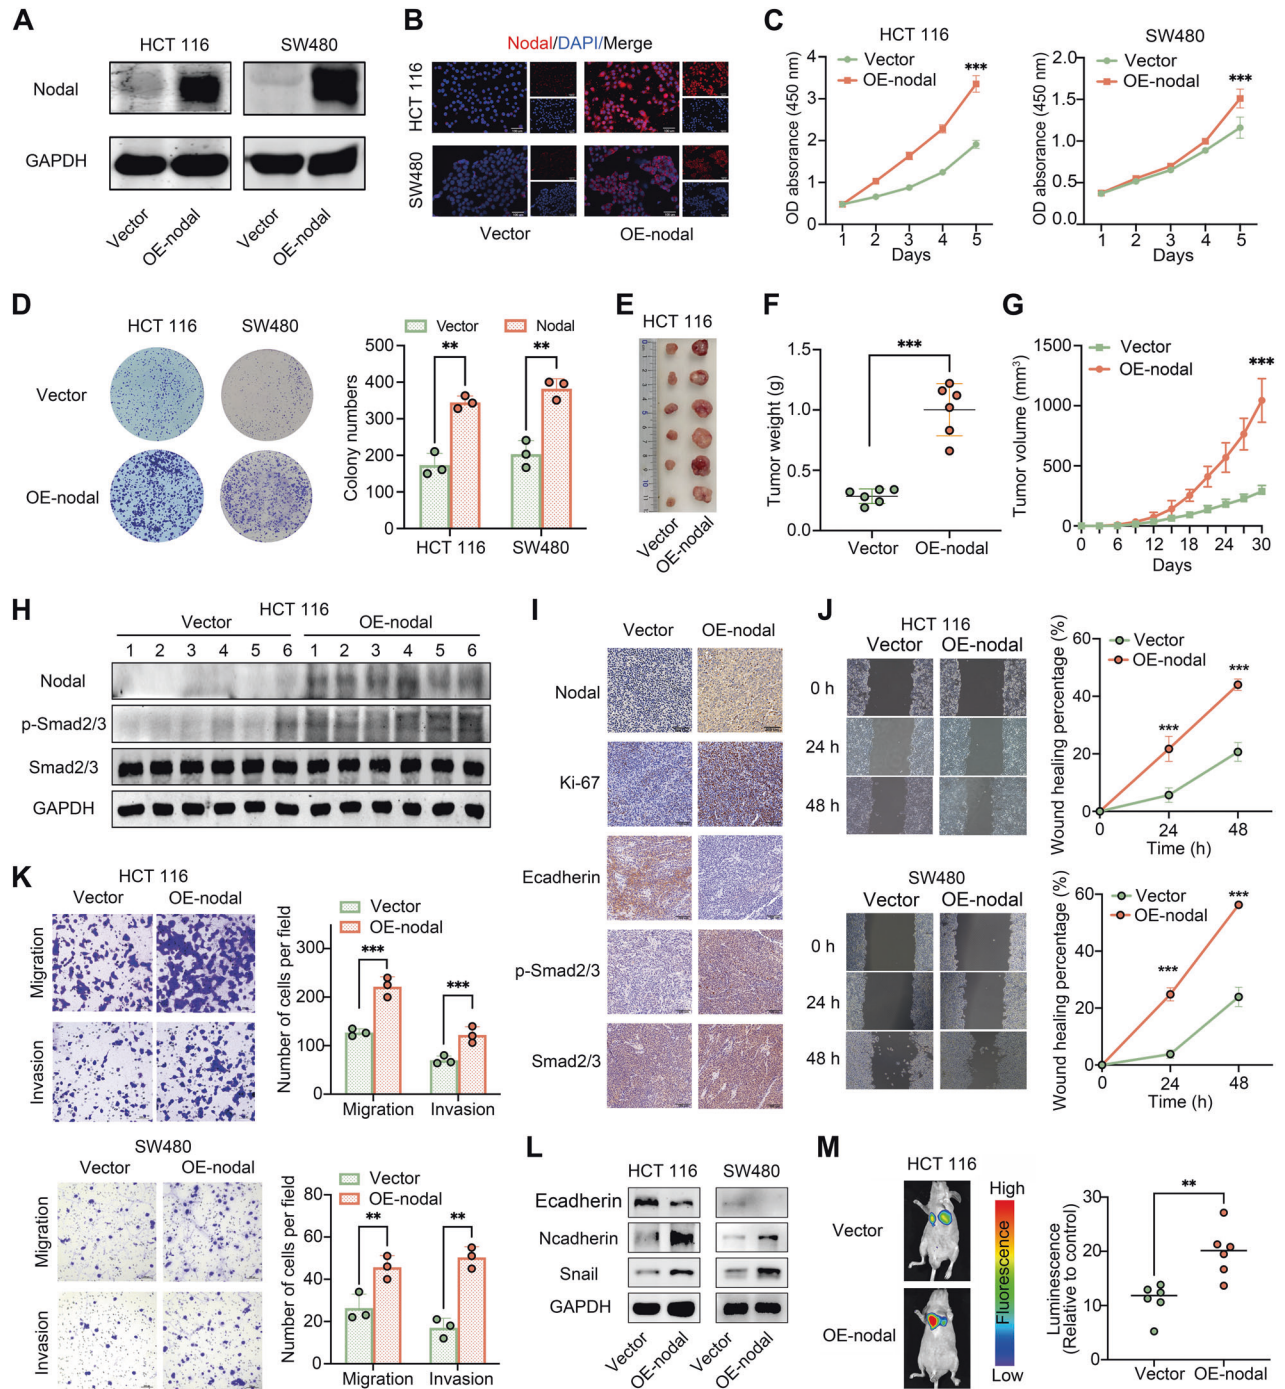 A
HCT 116
SW480
Nodal
GAPDH
Vector
OE-nodal
Vector
OE-nodal
B
Nodal/DAPI/Merge
HCT 116
SW480
Vector
OE-nodal
C
HCT 116
Vector
OE-nodal
***
OD absorance (450 nm)
4
3
2
1
0
1 2 3 4 5
Days
SW480
Vector
OE-nodal
***
OD absorance (450 nm)
2.0
1.5
1.0
0.5
0.0
1 2 3 4 5
Days
D
HCT 116
SW480
Vector
OE-nodal
Vector
Nodal
**
**
Colony numbers
500
400
300
200
100
0
HCT 116
SW480
E
HCT 116
Vector
OE-nodal
F
***
Tumor weight (g)
1.5
1.0
0.5
0.0
Vector
OE-nodal
G
Vector
OE-nodal
***
Tumor volume (mm³)
1500
1000
500
0
0 6 12 18 24 30
Days
H
HCT 116
Vector
OE-nodal
1 2 3 4 5 6 1 2 3 4 5 6
Nodal
p-Smad2/3
Smad2/3
GAPDH
I
Vector
OE-nodal
Nodal
Ki-67
Ecadherin
p-Smad2/3
Smad2/3
J
HCT 116
Vector
OE-nodal
0 h
24 h
48 h
Vector
OE-nodal
***
***
Wound healing percentage (%)
60
40
20
0
0 24 48
Time (h)
SW480
Vector
OE-nodal
0 h
24 h
48 h
Vector
OE-nodal
***
***
Wound healing percentage (%)
60
40
20
0
0 24 48
Time (h)
K
HCT 116
Vector
OE-nodal
Migration
Invasion
Vector
OE-nodal
***
***
Number of cells per field
300
200
100
0
Migration
Invasion
SW480
Vector
OE-nodal
Migration
Invasion
Vector
OE-nodal
**
**
Number of cells per field
80
60
40
20
0
Migration
Invasion
L
HCT 116
SW480
Ecadherin
Ncadherin
Snail
GAPDH
Vector
OE-nodal
Vector
OE-nodal
M
HCT 116
Vector
OE-nodal
High
Fluorescence
Low
**
Luminescence
(Relative to control)
30
20
10
0
Vector
OE-nodal